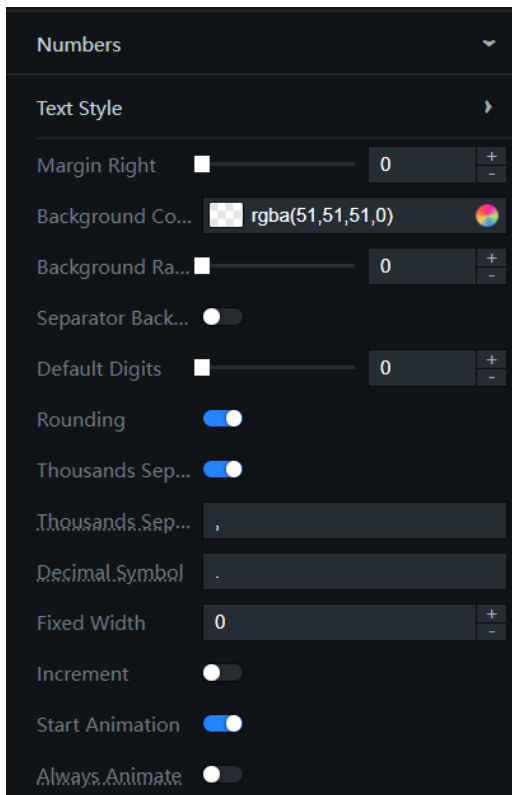 Numbers
Text Style
Margin Right 0 + -
Background Co... rgba(51,51,51,0)
Background Ra... 0 + -
Separator Back...
Default Digits 0 + -
Rounding
Thousands Sep...
Thousands Sep... ,
Decimal Symbol .
Fixed Width 0 + -
Increment
Start Animation
Always Animate